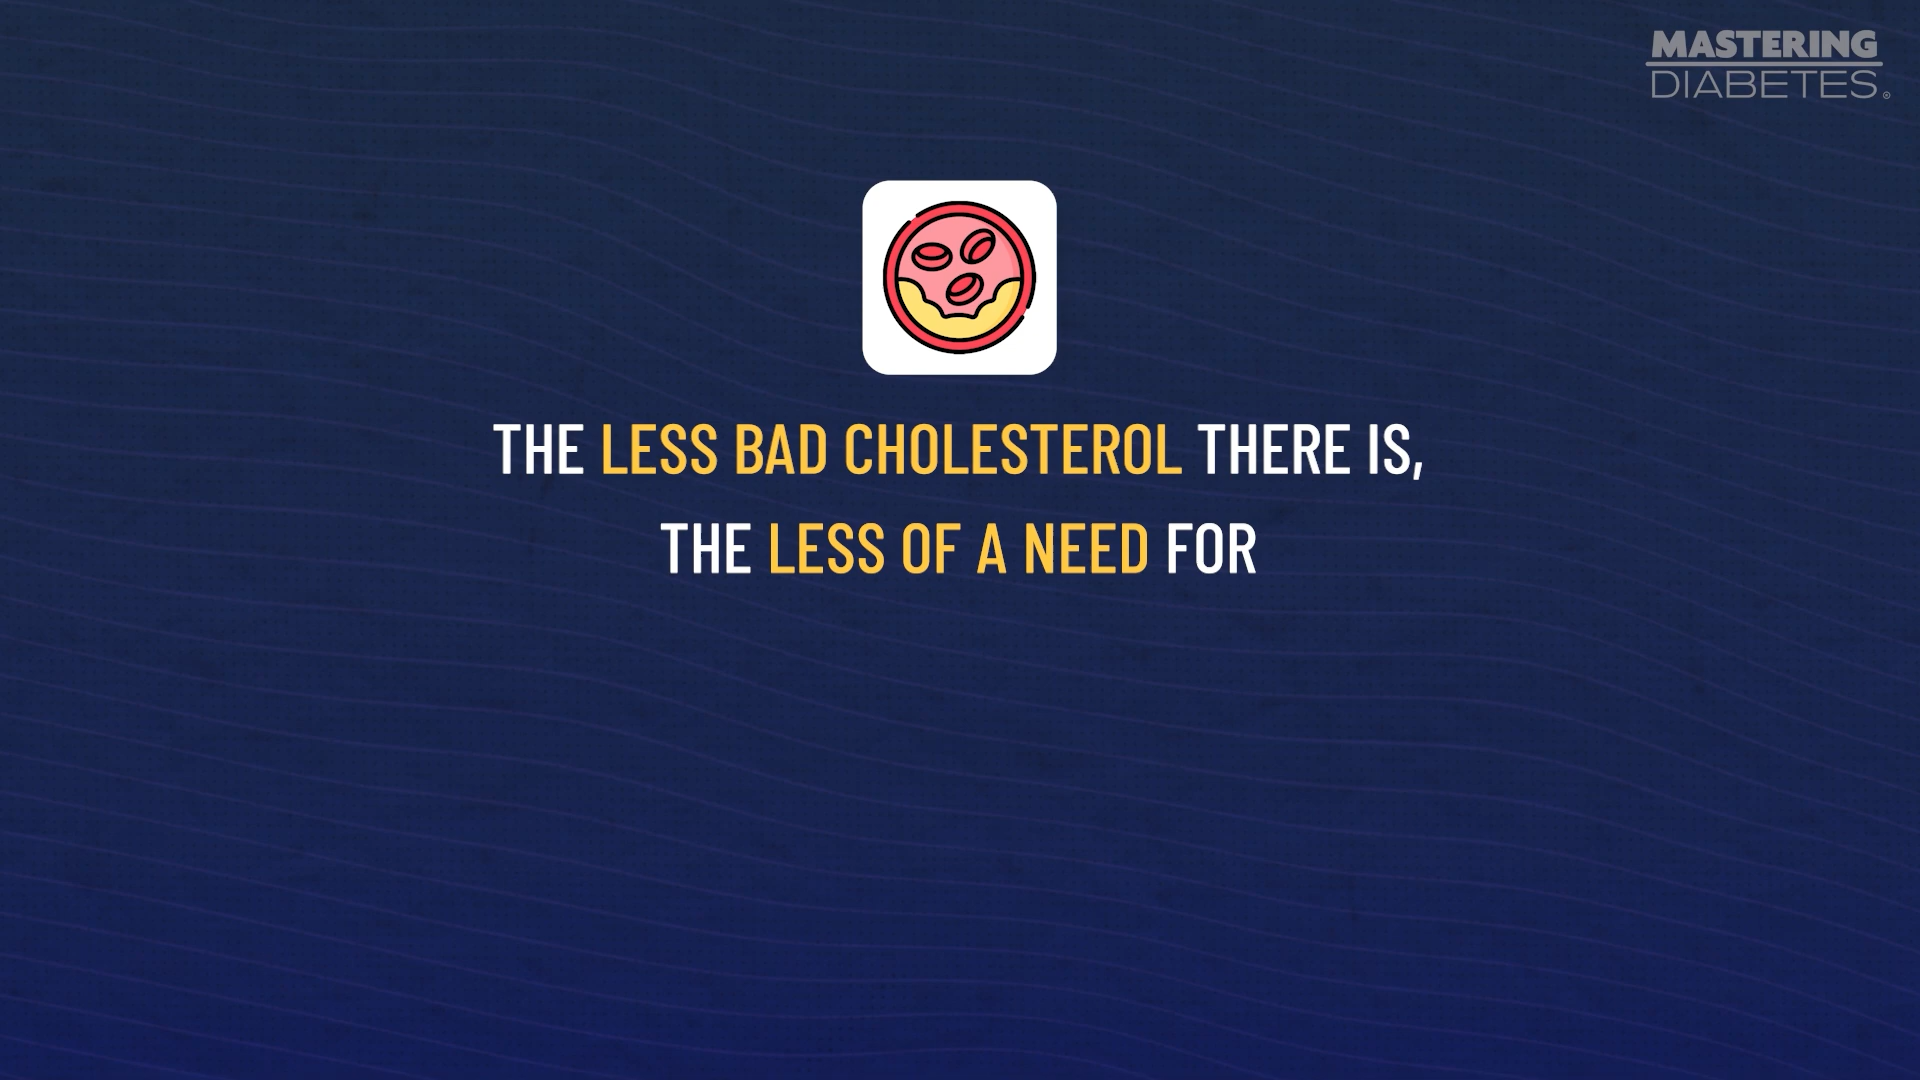 MASTERING
DIABETES®
THE LESS BAD CHOLESTEROL THERE IS,
THE LESS OF A NEED FOR